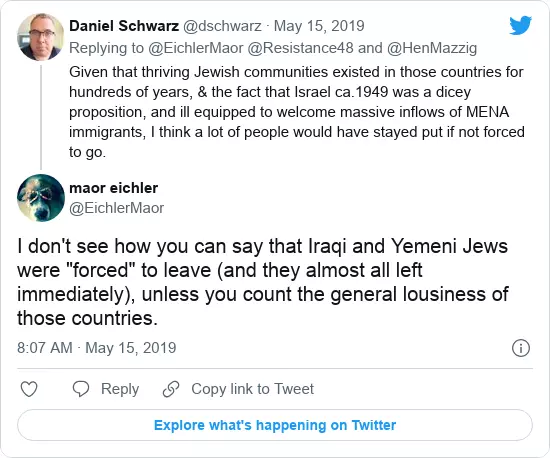 Daniel Schwarz @dschwarz · May 15, 2019
Replying to @EichlerMaor @Resistance48 and @HenMazzig
Given that thriving Jewish communities existed in those countries for
hundreds of years, & the fact that Israel ca.1949 was a dicey
proposition, and ill equipped to welcome massive inflows of MENA
immigrants, I think a lot of people would have stayed put if not forced
to go.
maor eichler
@EichlerMaor
I don't see how you can say that Iraqi and Yemeni Jews
were "forced" to leave (and they almost all left
immediately), unless you count the general lousiness of
those countries.
8:07 AM · May 15, 2019
Reply Copy link to Tweet
Explore what's happening on Twitter